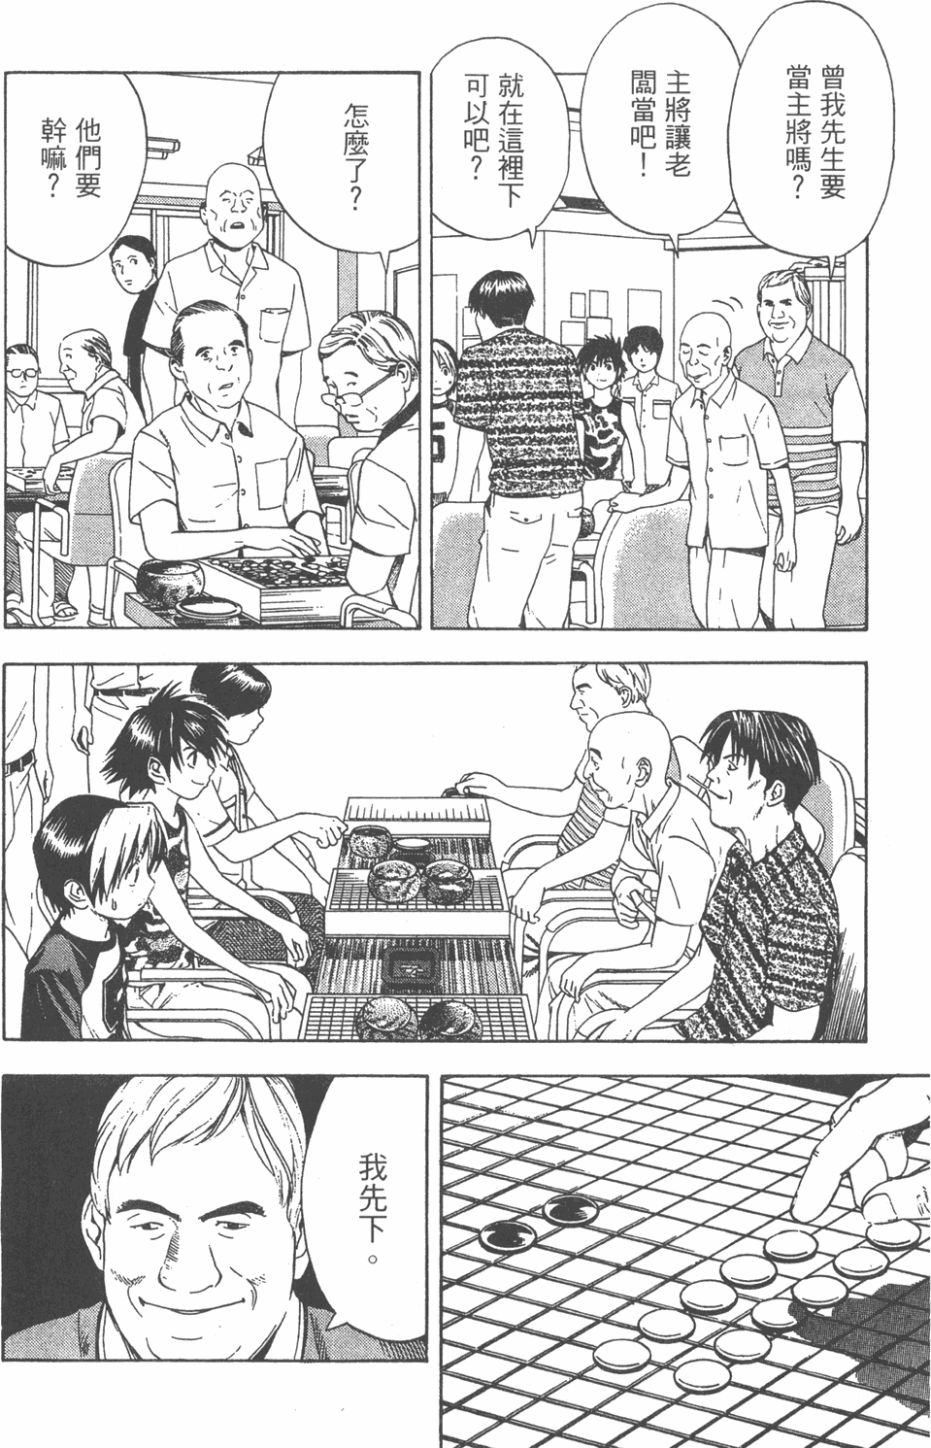 曾我先生要
當主將嗎？
主將讓老
闆當吧！
就在這裡下
可以吧？
怎麼了？
他們要
幹嘛？
我先下。